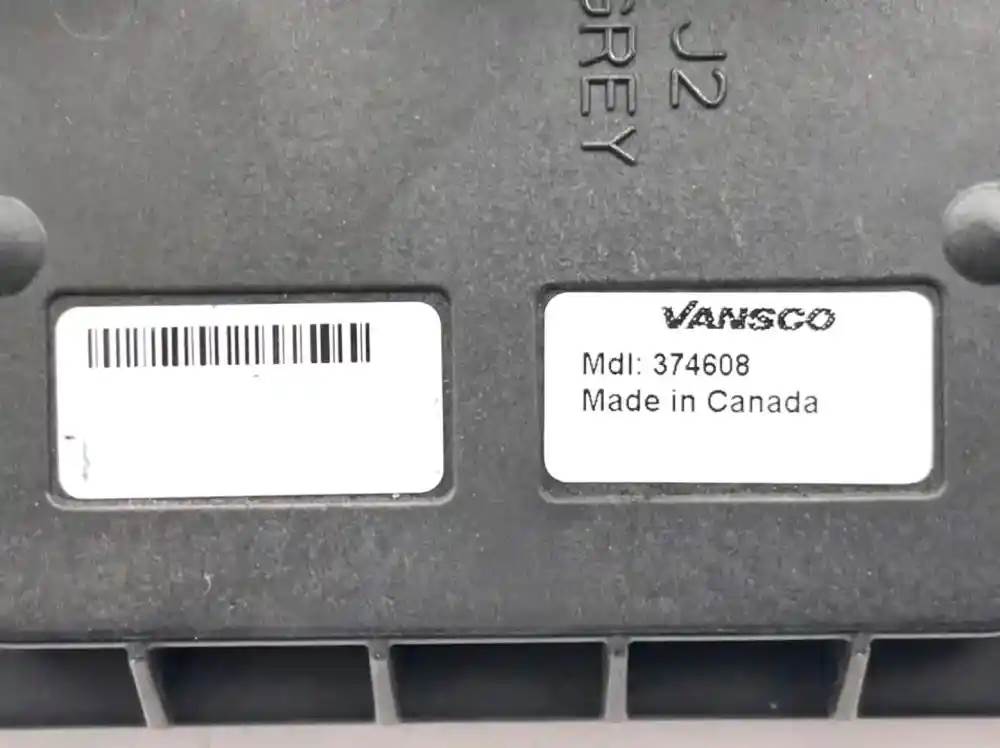 J2
GREY
VANSCO
Mdl: 374608
Made in Canada